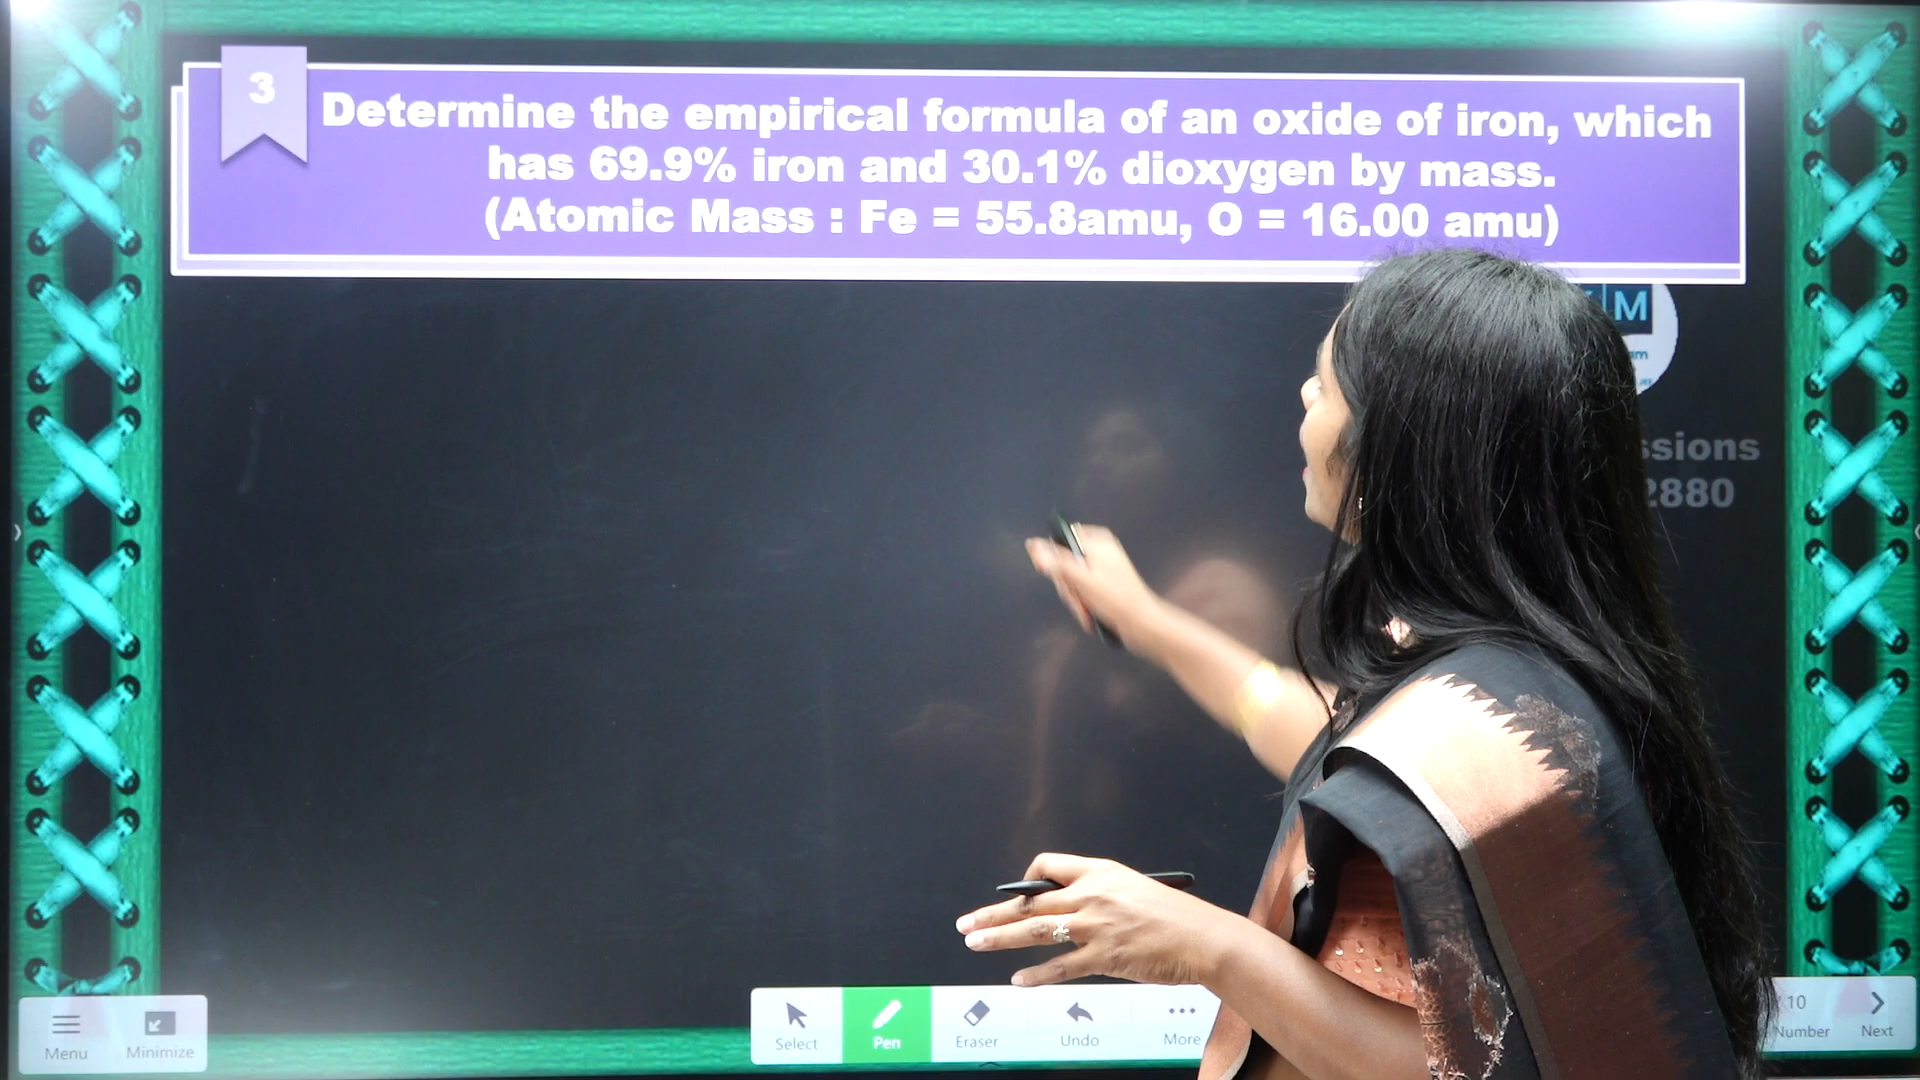 3
Determine the empirical formula of an oxide of iron, which
has 69.9% iron and 30.1% dioxygen by mass.
(Atomic Mass : Fe = 55.8amu, O = 16.00 amu)
M
2880
Menu
Minimize
Select
Pen
Eraser
Undo
More
10
Number
Next